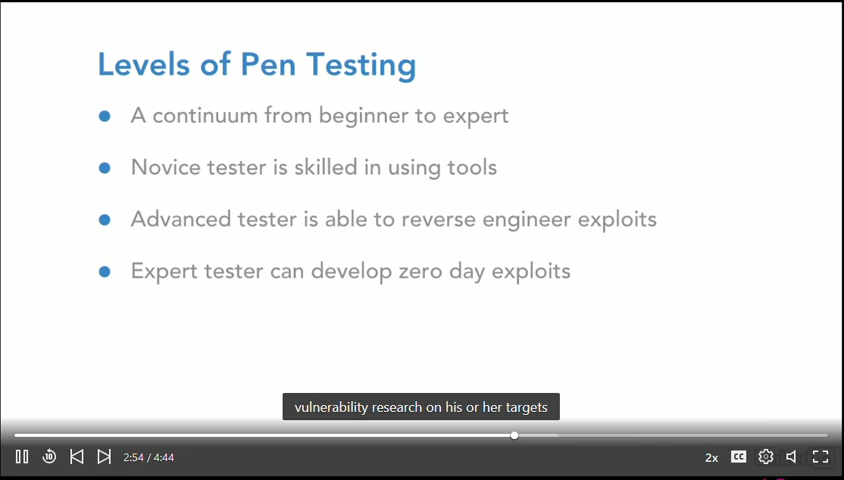 Levels of Pen Testing
A continuum from beginner to expert
Novice tester is skilled in using tools
Advanced tester is able to reverse engineer exploits
Expert tester can develop zero day exploits
vulnerability research on his or her targets
10
2:54 / 4:44
2x
CC